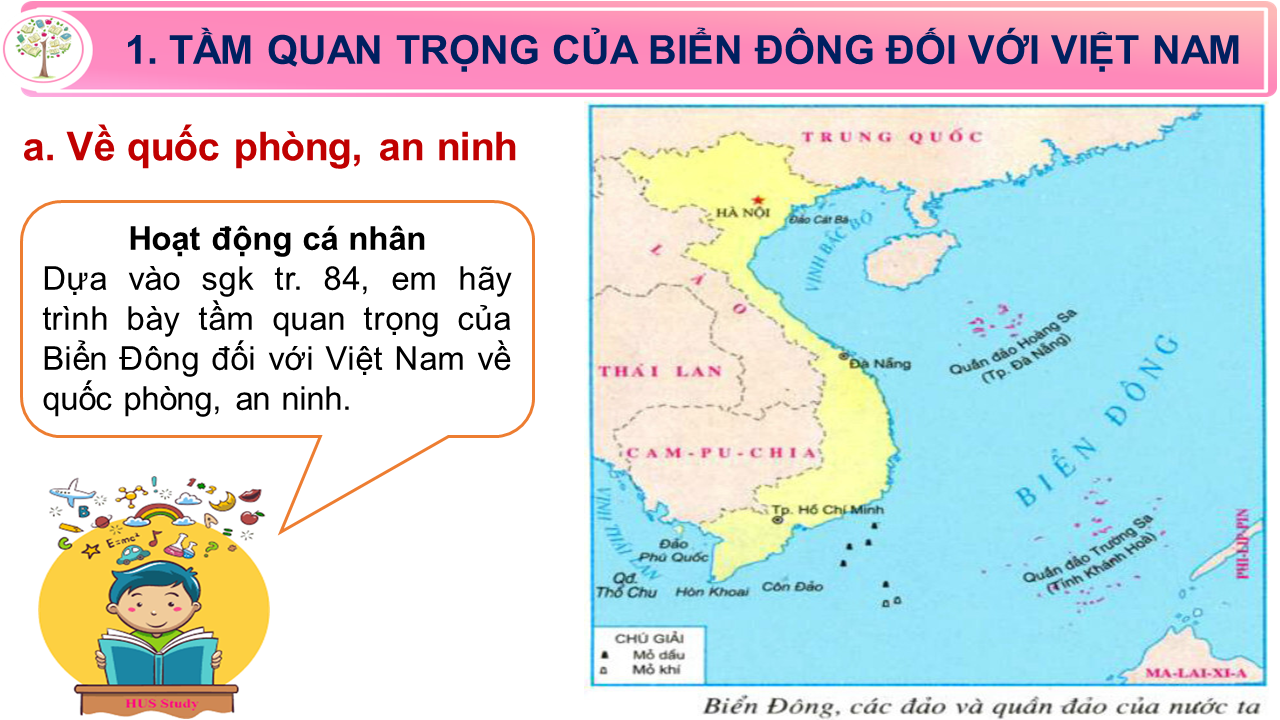 1. TẦM QUAN TRỌNG CỦA BIỂN ĐÔNG ĐỐI VỚI VIỆT NAM
a. Về quốc phòng, an ninh
Hoạt động cá nhân
Dựa vào sgk tr. 84, em hãy
trình bày tầm quan trọng của
Biển Đông đối với Việt Nam về
quốc phòng, an ninh.
E=mc²
HUS Study
TRUNG QUỐC
HÀ NỘI
Đảo Cát Bà
VỊNH BẮC BỘ
LÀO
Quần đảo Hoàng Sa
(Tp. Đà Nẵng)
Đà Nẵng
THÁI LAN
BIỂN ĐÔNG
CAM-PU-CHIA
Tp. Hồ Chí Minh
VỊNH THÁI LAN
Đảo
Phú Quốc
Qđ.
Thổ Chu
Hòn Khoai
Côn Đảo
Quần đảo Trường Sa
(Tỉnh Khánh Hoà)
PHI-LIP-PIN
MA-LAI-XI-A
CHÚ GIẢI
Mỏ dầu
Mỏ khí
Biển Đông, các đảo và quần đảo của nước ta